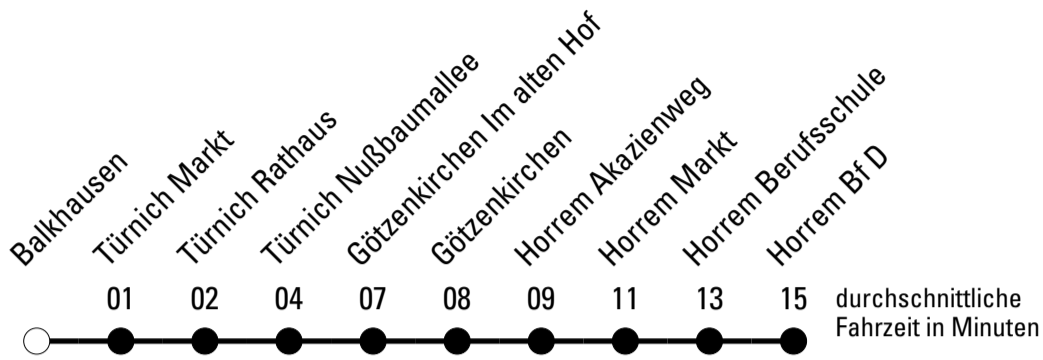 Balkhausen
Türnich Markt
Türnich Rathaus
Türnich Nußbaumallee
Götzenkirchen Im alten Hof
Götzenkirchen
Horrem Akazienweg
Horrem Markt
Horrem Berufsschule
Horrem Bf D
01 02 04 07 08 09 11 13 15
durchschnittliche
Fahrzeit in Minuten